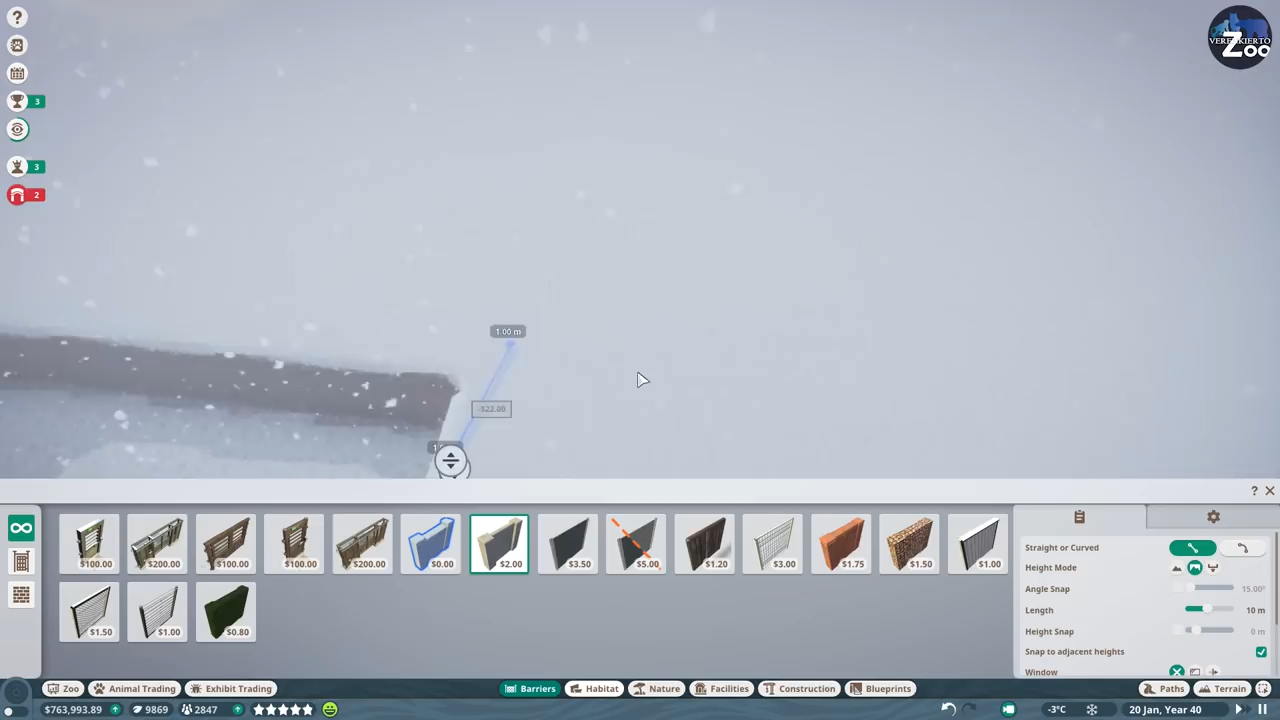 ?
VERENKIERTO
Zoo
3
3
2
1.00 m
-$22.00
?
$100.00
$200.00
$100.00
$100.00
$200.00
$0.00
$2.00
$3.50
$5.00
$1.20
$3.00
$1.75
$1.50
$1.00
$1.50
$1.00
$0.80
Straight or Curved
Height Mode
Angle Snap 15.00°
Length 10 m
Height Snap 0 m
Snap to adjacent heights
Window
Zoo Animal Trading Exhibit Trading Barriers Habitat Nature Facilities Construction Blueprints Paths Terrain
$763,993.89 9869 2847 -3°C 20 Jan, Year 40